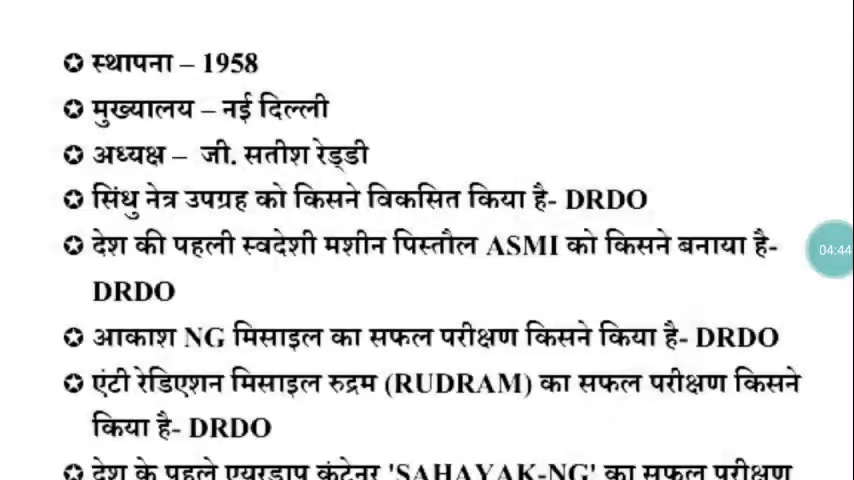 ✪ स्थापना – 1958
✪ मुख्यालय – नई दिल्ली
✪ अध्यक्ष – जी. सतीश रेड्डी
✪ सिंधु नेत्र उपग्रह को किसने विकसित किया है- DRDO
✪ देश की पहली स्वदेशी मशीन पिस्तौल ASMI को किसने बनाया है-
DRDO
04:44
✪ आकाश NG मिसाइल का सफल परीक्षण किसने किया है- DRDO
✪ एंटी रेडिएशन मिसाइल रुद्रम (RUDRAM) का सफल परीक्षण किसने
किया है- DRDO
✪ देश के पहले एयरड्राप कंटेनर 'SAHAYAK-NG' का सफल परीक्षण